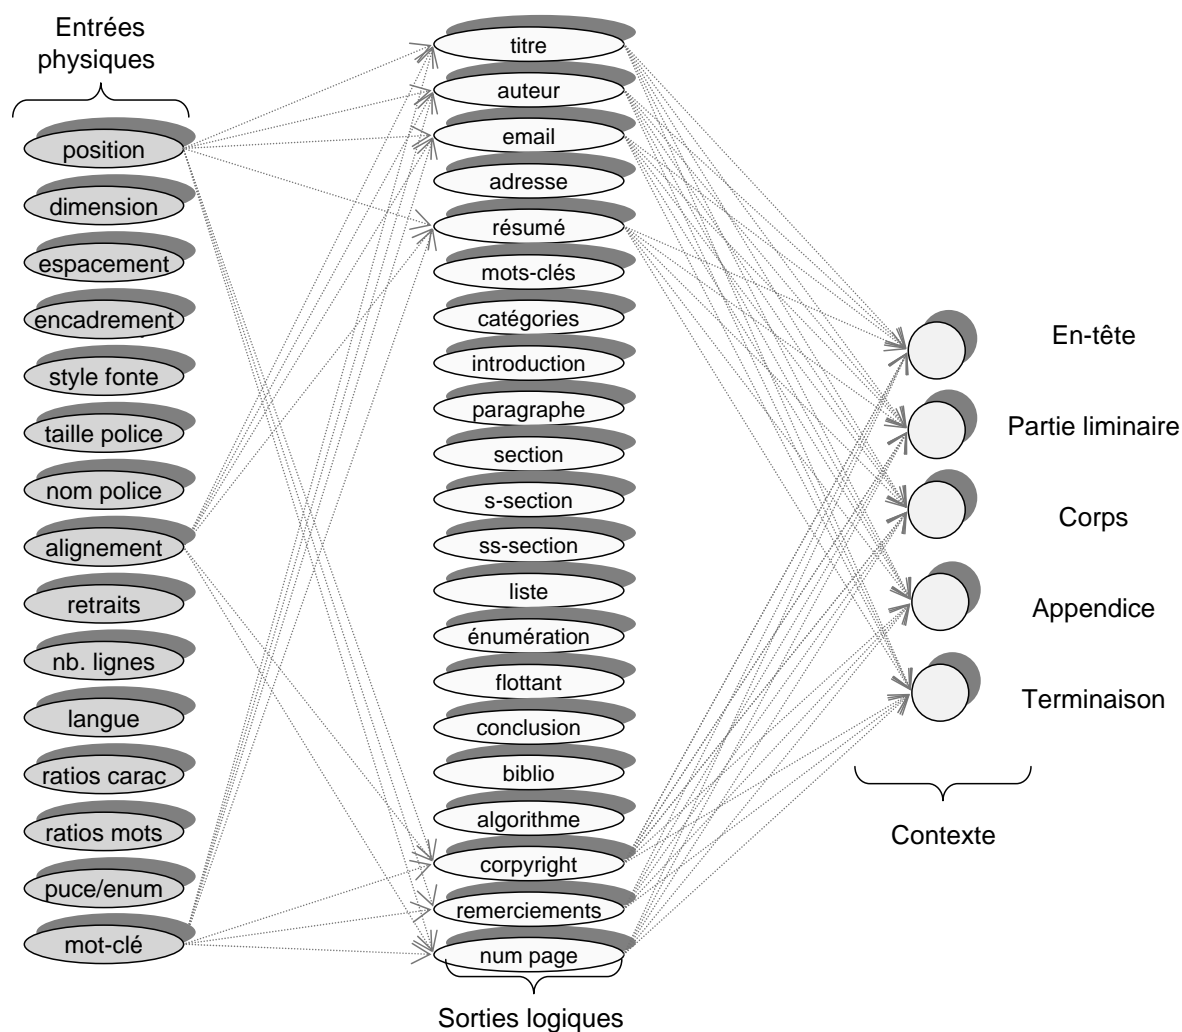 Entrées
physiques
position
dimension
espacement
encadrement
style fonte
taille police
nom police
alignement
retraits
nb. lignes
langue
ratios carac
ratios mots
puce/enum
mot-clé
titre
auteur
email
adresse
résumé
mots-clés
catégories
introduction
paragraphe
section
s-section
ss-section
liste
énumération
flottant
conclusion
biblio
algorithme
corpyright
remerciements
num page
Sorties logiques
En-tête
Partie liminaire
Corps
Appendice
Terminaison
Contexte